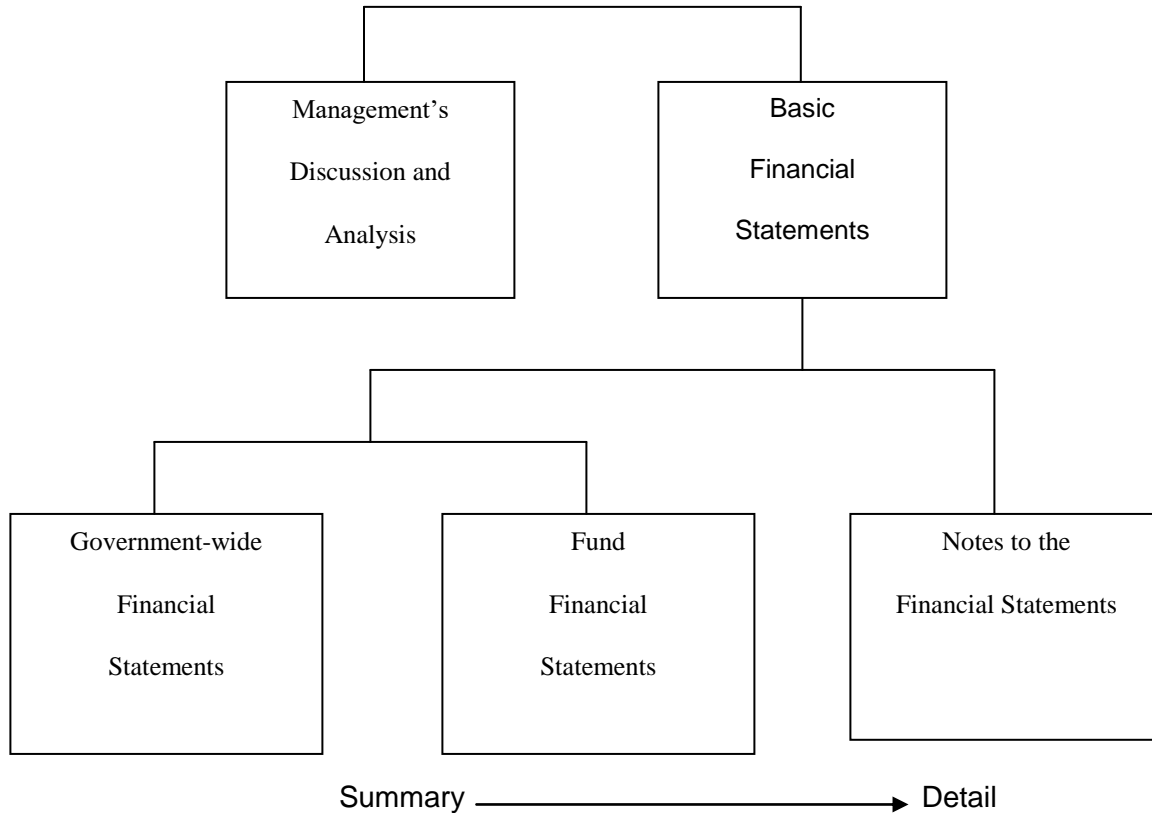 Management’s
Discussion and
Analysis
Basic
Financial
Statements
Government-wide
Financial
Statements
Fund
Financial
Statements
Notes to the
Financial Statements
Summary Detail